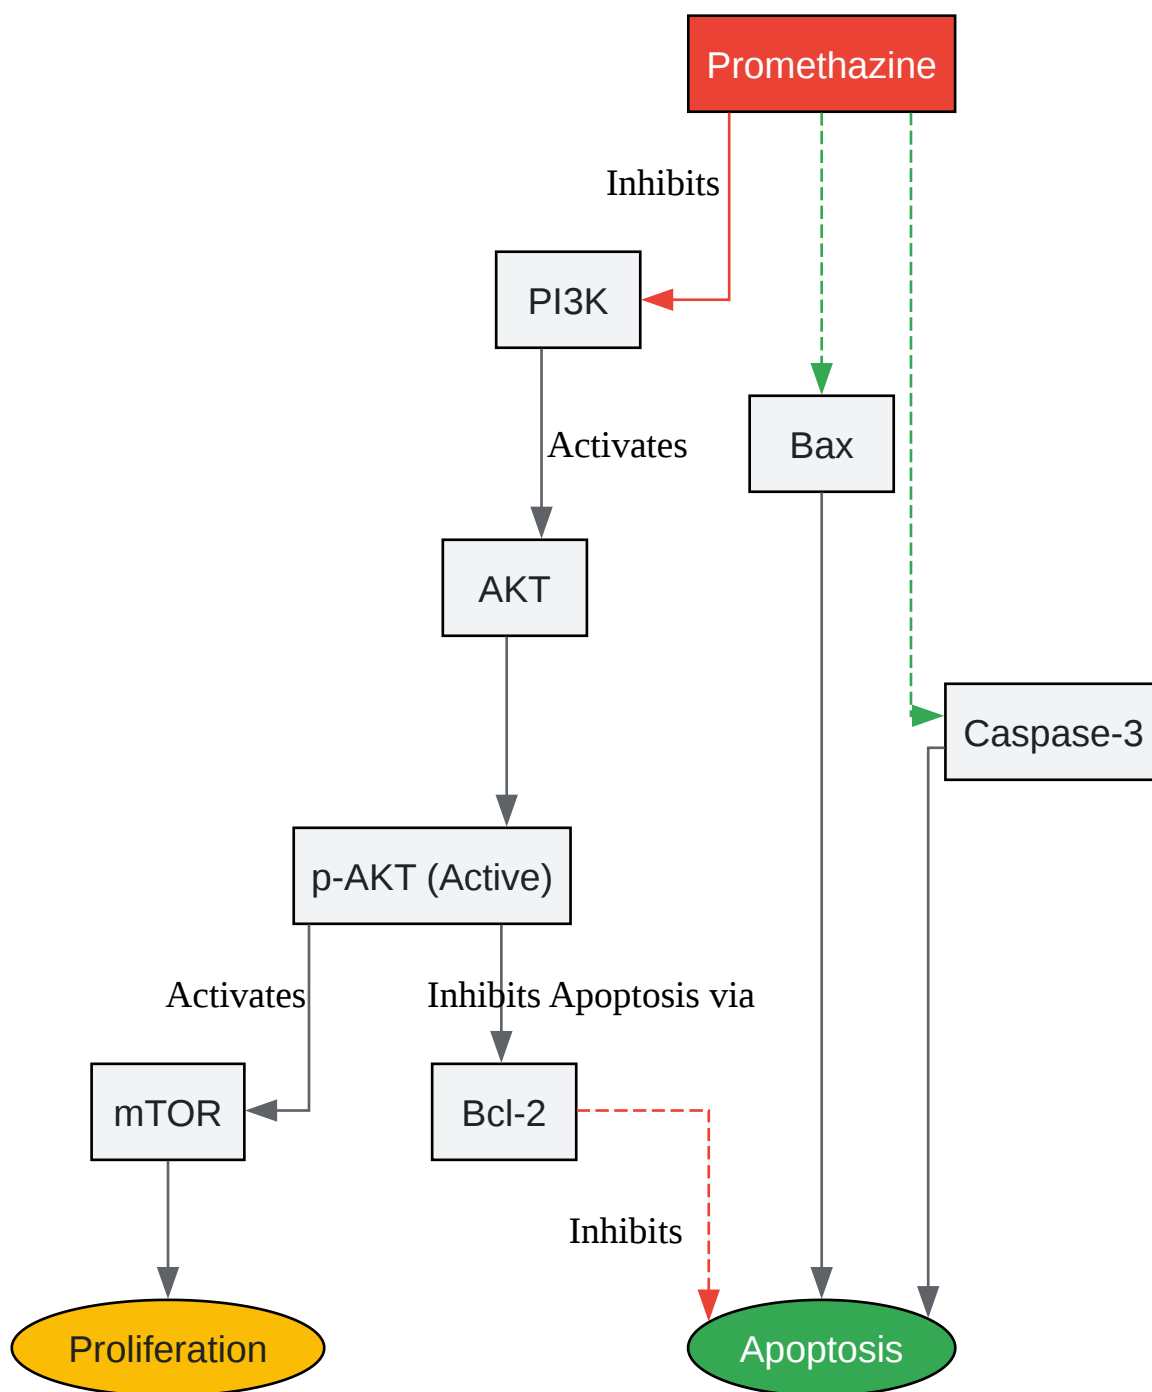 Promethazine
Inhibits
PI3K
Activates
Bax
AKT
Caspase-3
p-AKT (Active)
Activates
Inhibits Apoptosis via
mTOR
Bcl-2
Inhibits
Proliferation
Apoptosis